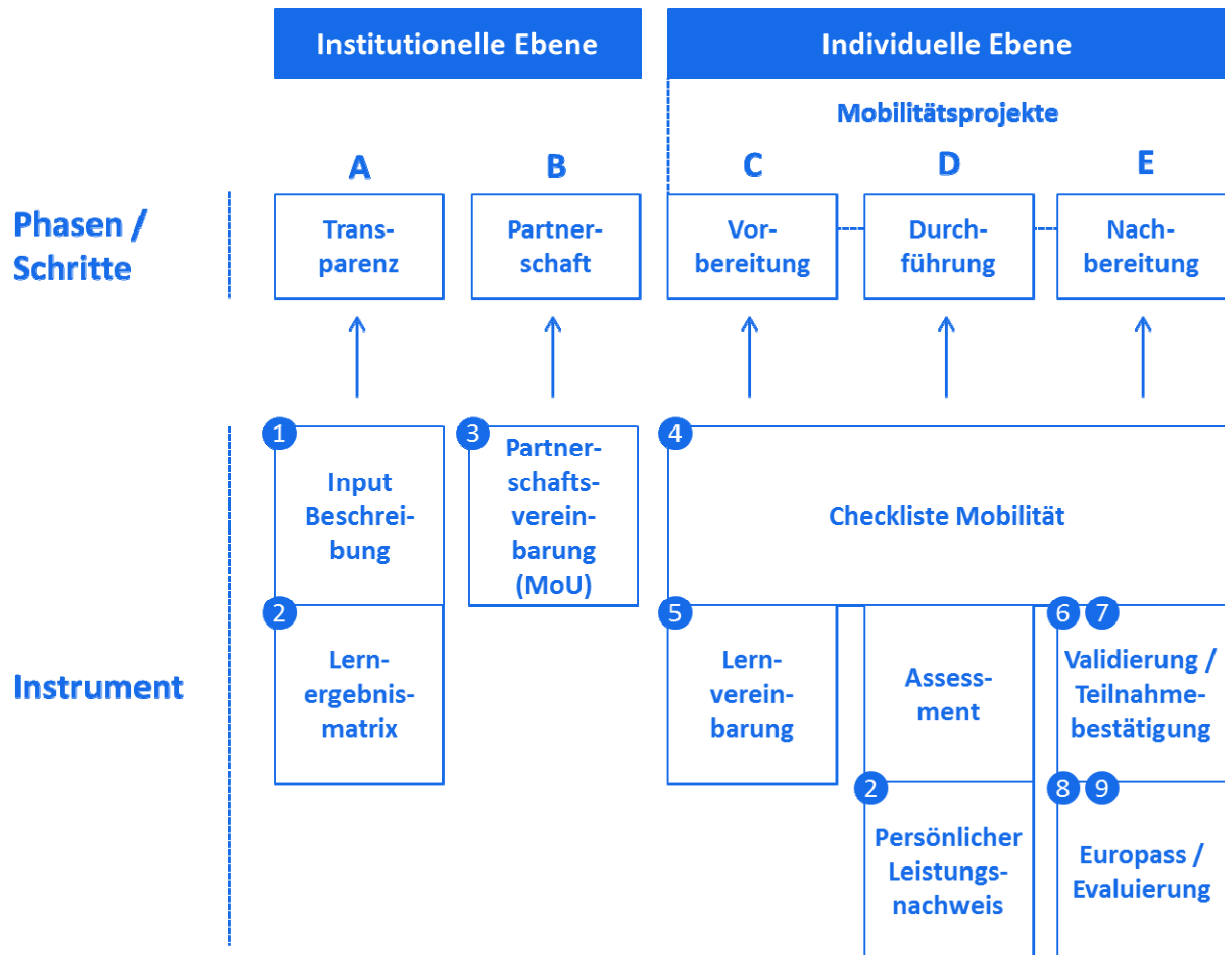 Institutionelle Ebene
Individuelle Ebene
Mobilitätsprojekte
A
B
C
D
E
Phasen /
Schritte
Trans-
parenz
Partner-
schaft
Vor-
bereitung
Durch-
führung
Nach-
bereitung
Instrument
1
Input
Beschrei-
bung
2
Lern-
ergebnis-
matrix
3
Partner-
schafts-
verein-
barung
(MoU)
4
Checkliste Mobilität
5
Lern-
verein-
barung
Assess-
ment
2
Persönlicher
Leistungs-
nachweis
6 7
Validierung /
Teilnahme-
bestätigung
8 9
Europass /
Evaluierung